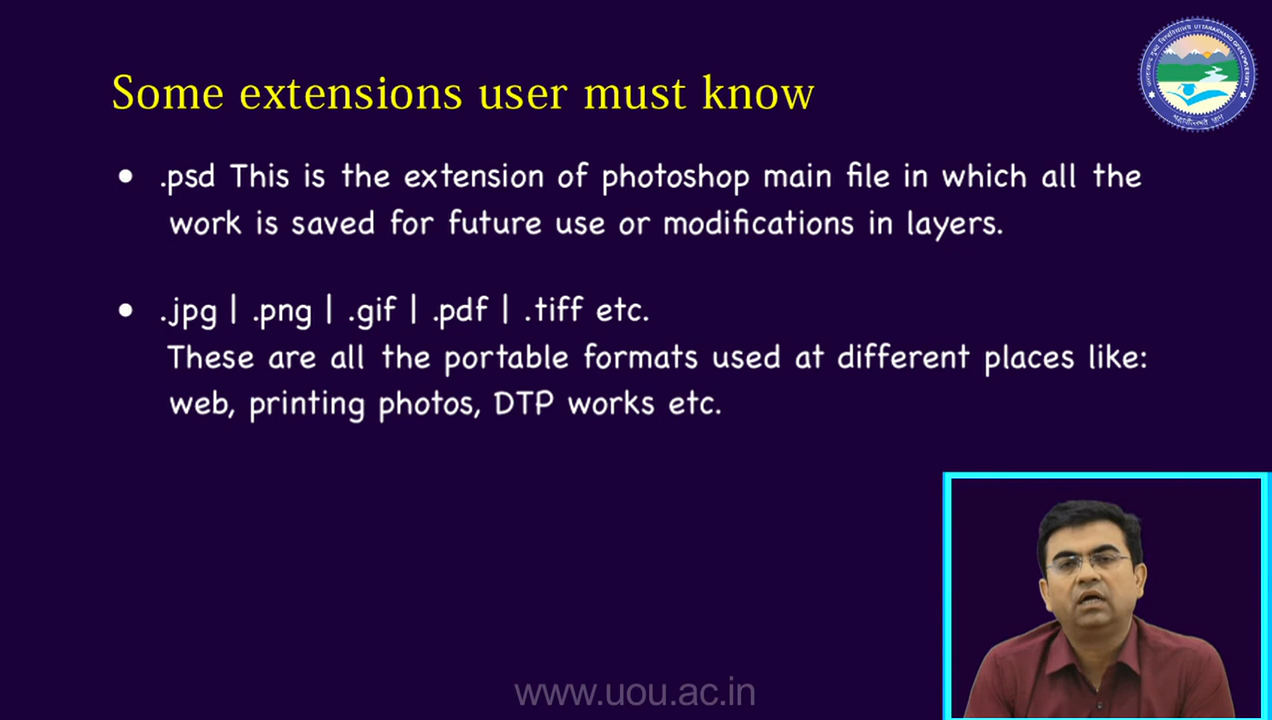 Some extensions user must know
• .psd This is the extension of photoshop main file in which all the
work is saved for future use or modifications in layers.
• .jpg | .png | .gif | .pdf | .tiff etc.
These are all the portable formats used at different places like:
web, printing photos, DTP works etc.
www.uou.ac.in